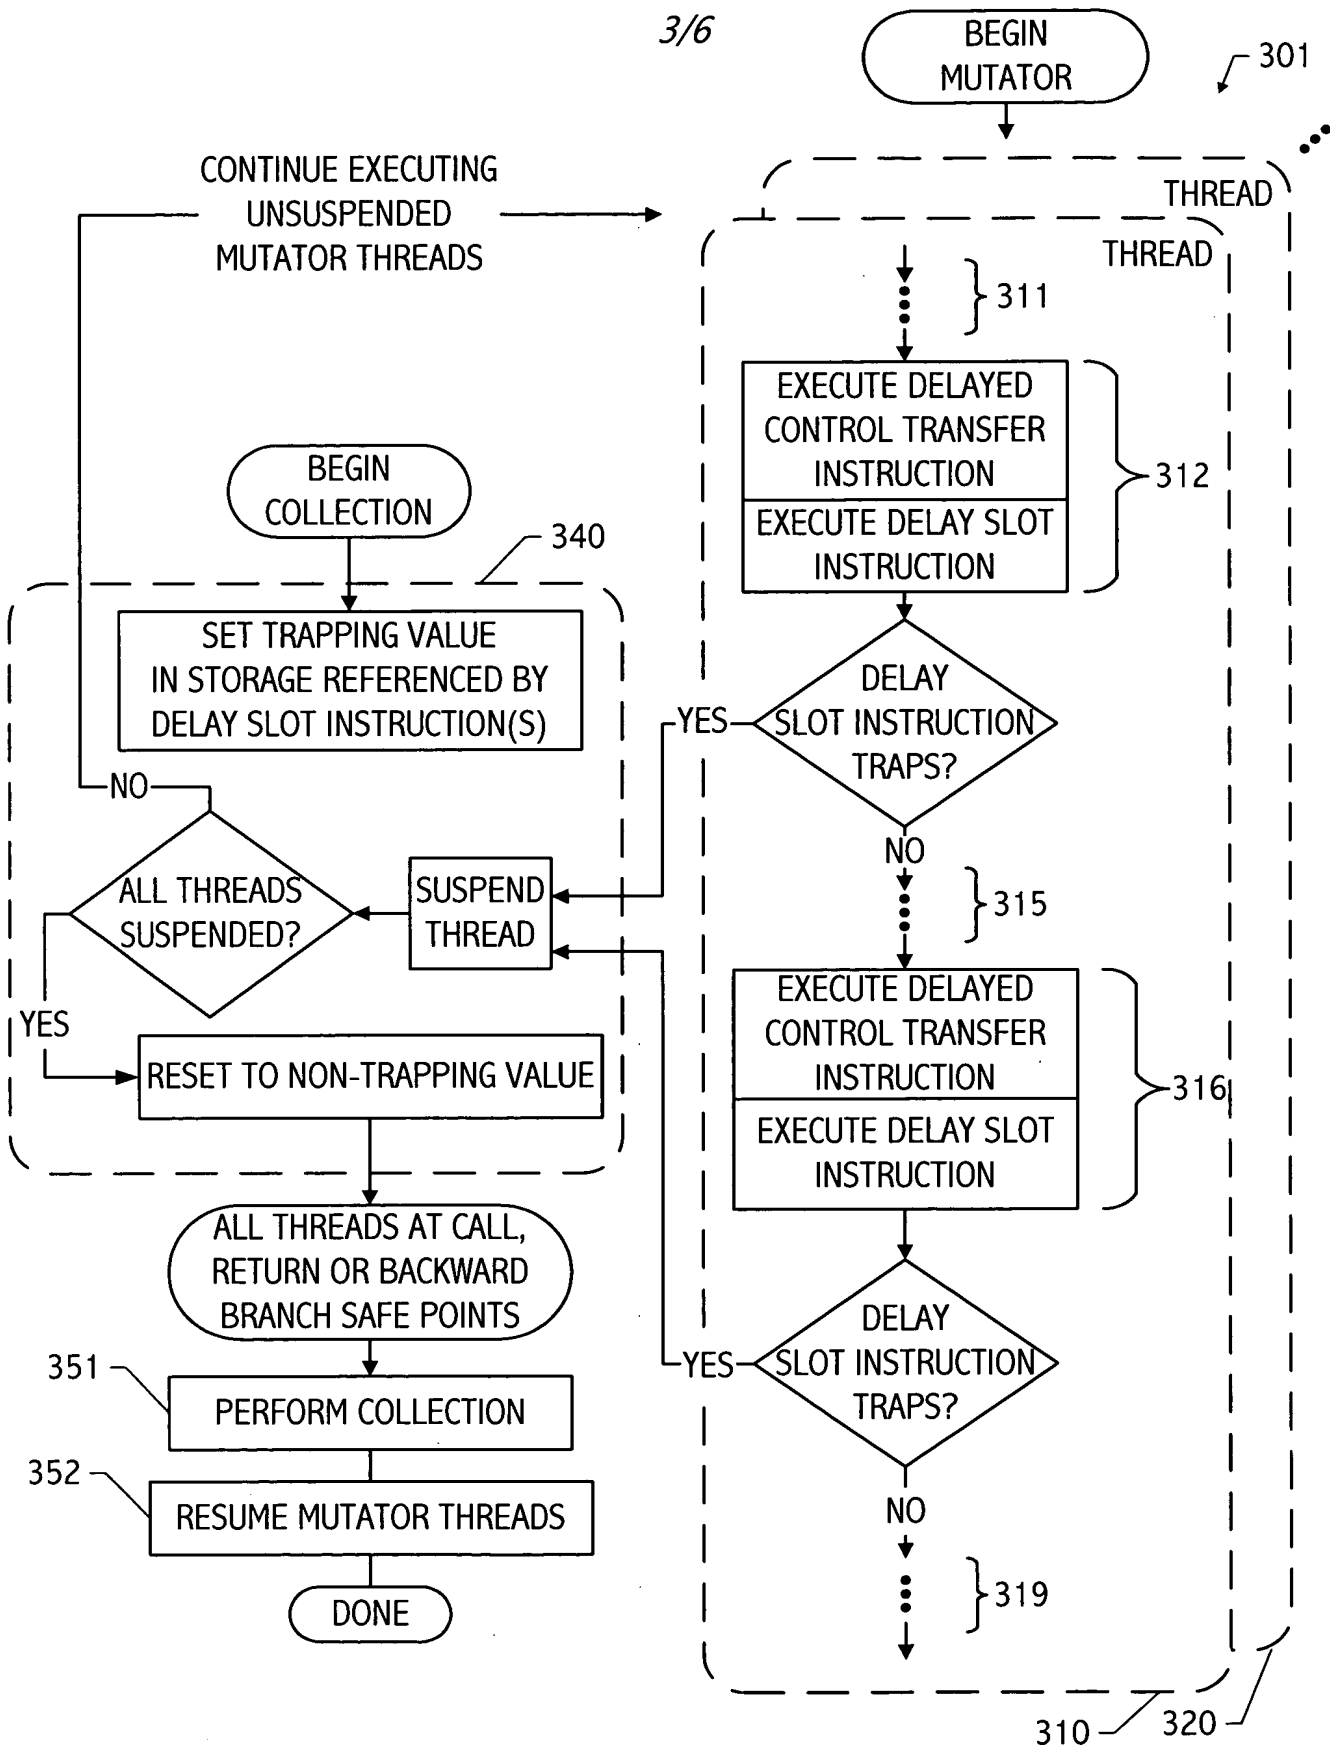 3/6
BEGIN
MUTATOR
301
CONTINUE EXECUTING
UNSUSPENDED
MUTATOR THREADS
THREAD
THREAD
311
EXECUTE DELAYED
CONTROL TRANSFER
INSTRUCTION
EXECUTE DELAY SLOT
INSTRUCTION
312
BEGIN
COLLECTION
340
SET TRAPPING VALUE
IN STORAGE REFERENCED BY
DELAY SLOT INSTRUCTION(S)
DELAY
SLOT INSTRUCTION
TRAPS?
YES
NO
NO
ALL THREADS
SUSPENDED?
SUSPEND
THREAD
315
YES
RESET TO NON-TRAPPING VALUE
EXECUTE DELAYED
CONTROL TRANSFER
INSTRUCTION
EXECUTE DELAY SLOT
INSTRUCTION
316
ALL THREADS AT CALL,
RETURN OR BACKWARD
BRANCH SAFE POINTS
DELAY
SLOT INSTRUCTION
TRAPS?
YES
351
PERFORM COLLECTION
352
RESUME MUTATOR THREADS
NO
DONE
319
310
320